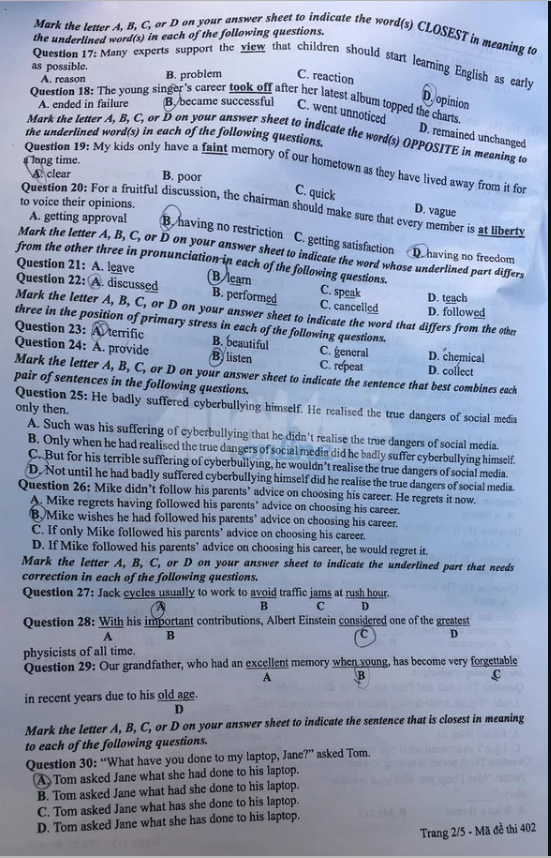 Mark the letter A, B, C, or D on your answer sheet to indicate the word(s) CLOSEST in meaning to
the underlined word(s) in each of the following questions.
Question 17: Many experts support the view that children should start learning English as early
as possible.
A. reason B. problem C. reaction D. opinion
Question 18: The young singer's career took off after her latest album topped the charts.
A. ended in failure B. became successful C. went unnoticed D. remained unchanged
Mark the letter A, B, C, or D on your answer sheet to indicate the word(s) OPPOSITE in meaning to
the underlined word(s) in each of the following questions.
Question 19: My kids only have a faint memory of our hometown as they have lived away from it for
a long time.
A. clear B. poor C. quick D. vague
Question 20: For a fruitful discussion, the chairman should make sure that every member is at liberty
to voice their opinions.
A. getting approval B. having no restriction C. getting satisfaction D. having no freedom
Mark the letter A, B, C, or D on your answer sheet to indicate the word whose underlined part differs
from the other three in pronunciation in each of the following questions.
Question 21: A. leave B. learn C. speak D. teach
Question 22: A. discussed B. performed C. cancelled D. followed
Mark the letter A, B, C, or D on your answer sheet to indicate the word that differs from the other
three in the position of primary stress in each of the following questions.
Question 23: A. terrific B. beautiful C. general D. chemical
Question 24: A. provide B. listen C. repeat D. collect
Mark the letter A, B, C, or D on your answer sheet to indicate the sentence that best combines each
pair of sentences in the following questions.
Question 25: He badly suffered cyberbullying himself. He realised the true dangers of social media
only then.
A. Such was his suffering of cyberbullying that he didn't realise the true dangers of social media.
B. Only when he had realised the true dangers of social media did he badly suffer cyberbullying himself.
C. But for his terrible suffering of cyberbullying, he wouldn't realise the true dangers of social media.
D. Not until he had badly suffered cyberbullying himself did he realise the true dangers of social media.
Question 26: Mike didn't follow his parents' advice on choosing his career. He regrets it now.
A. Mike regrets having followed his parents' advice on choosing his career.
B. Mike wishes he had followed his parents' advice on choosing his career.
C. If only Mike followed his parents' advice on choosing his career.
D. If Mike followed his parents' advice on choosing his career, he would regret it.
Mark the letter A, B, C, or D on your answer sheet to indicate the underlined part that needs
correction in each of the following questions.
Question 27: Jack cycles usually to work to avoid traffic jams at rush hour.
A B C D
Question 28: With his important contributions, Albert Einstein considered one of the greatest
A B C D
physicists of all time.
Question 29: Our grandfather, who had an excellent memory when young, has become very forgettable
A B C
in recent years due to his old age.
D
Mark the letter A, B, C, or D on your answer sheet to indicate the sentence that is closest in meaning
to each of the following questions.
Question 30: "What have you done to my laptop, Jane?" asked Tom.
A. Tom asked Jane what she had done to his laptop.
B. Tom asked Jane what had she done to his laptop.
C. Tom asked Jane what has she done to his laptop.
D. Tom asked Jane what she has done to his laptop.
Trang 2/5 - Mã đề thi 402